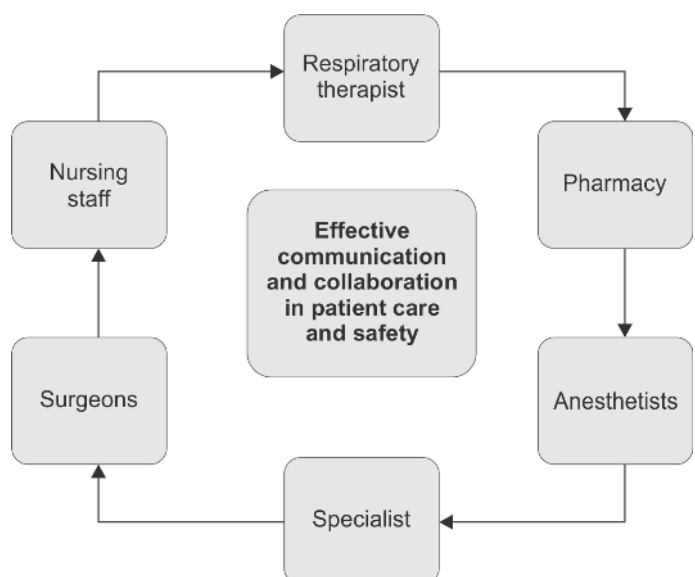 Respiratory
therapist
Nursing
staff
Pharmacy
Effective
communication
and collaboration
in patient care
and safety
Surgeons
Anesthetists
Specialist